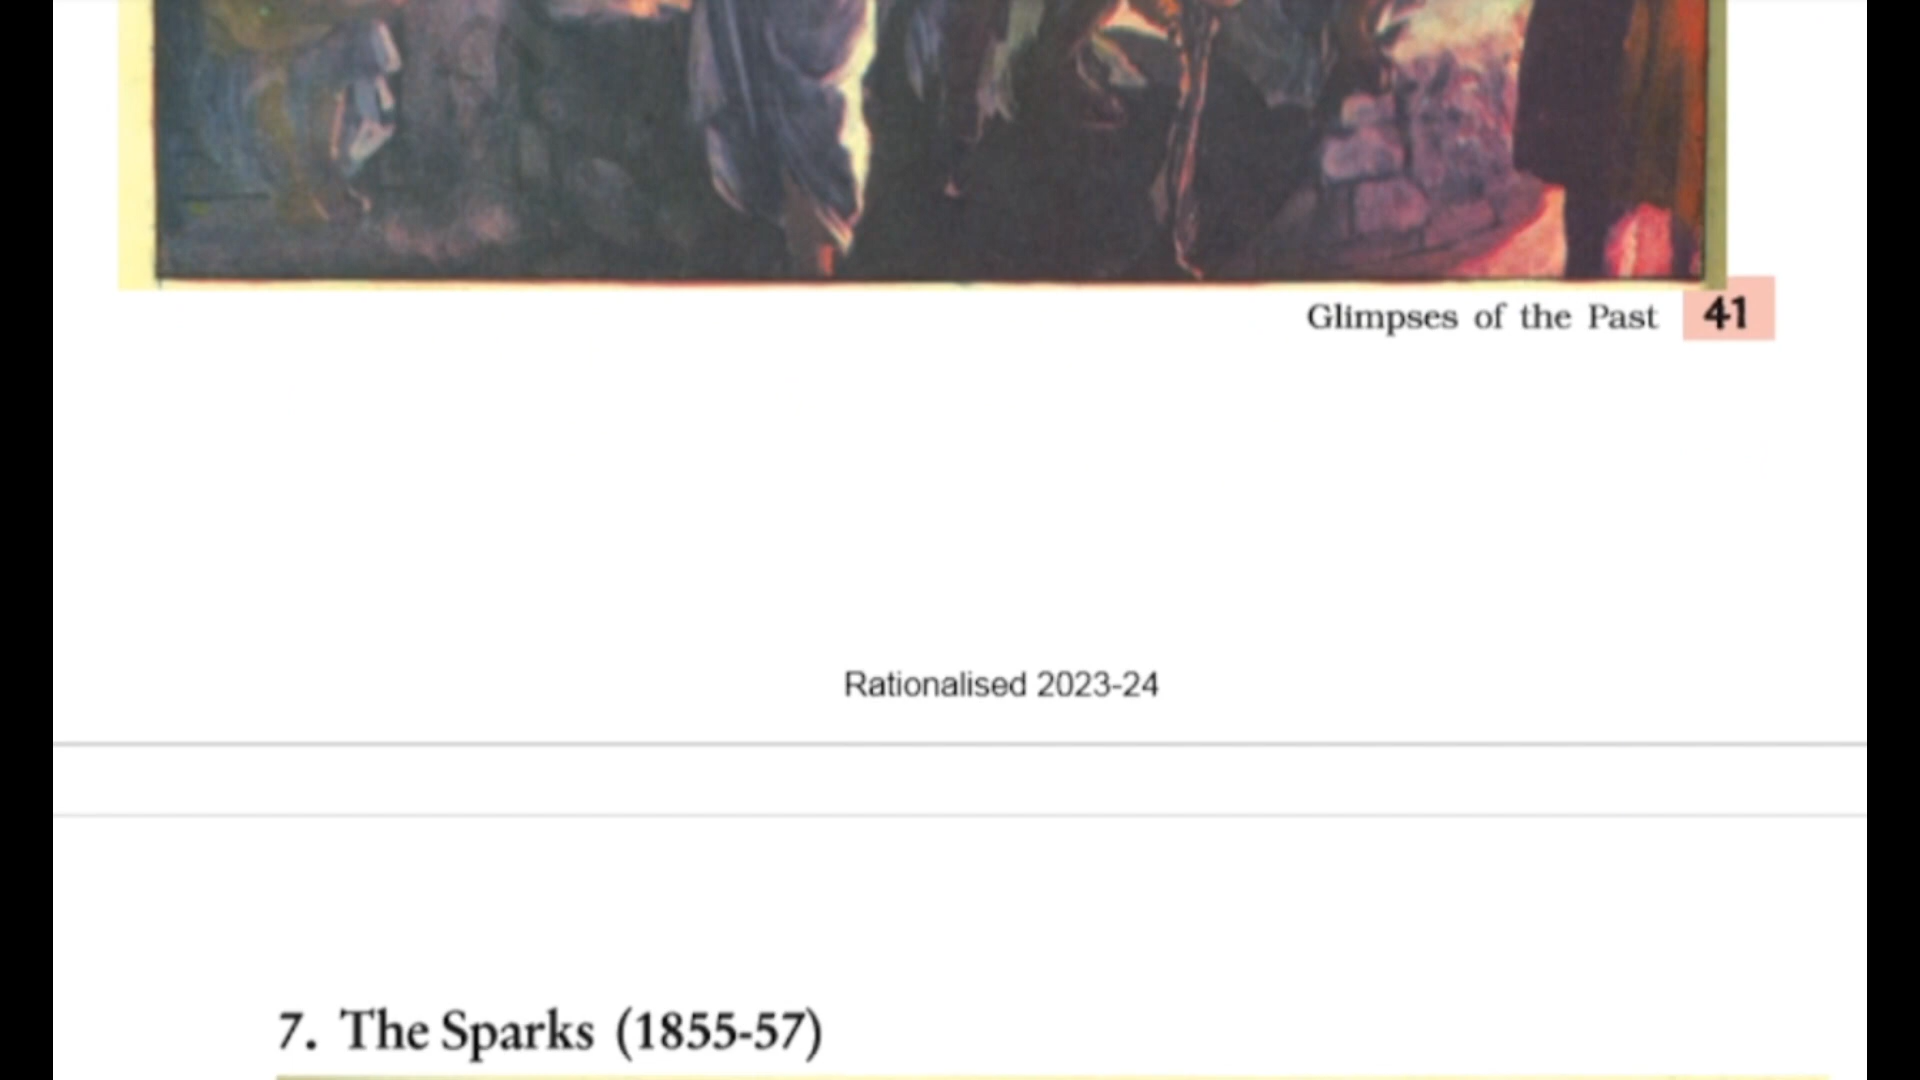 Glimpses of the Past 41
Rationalised 2023-24
7. The Sparks (1855-57)